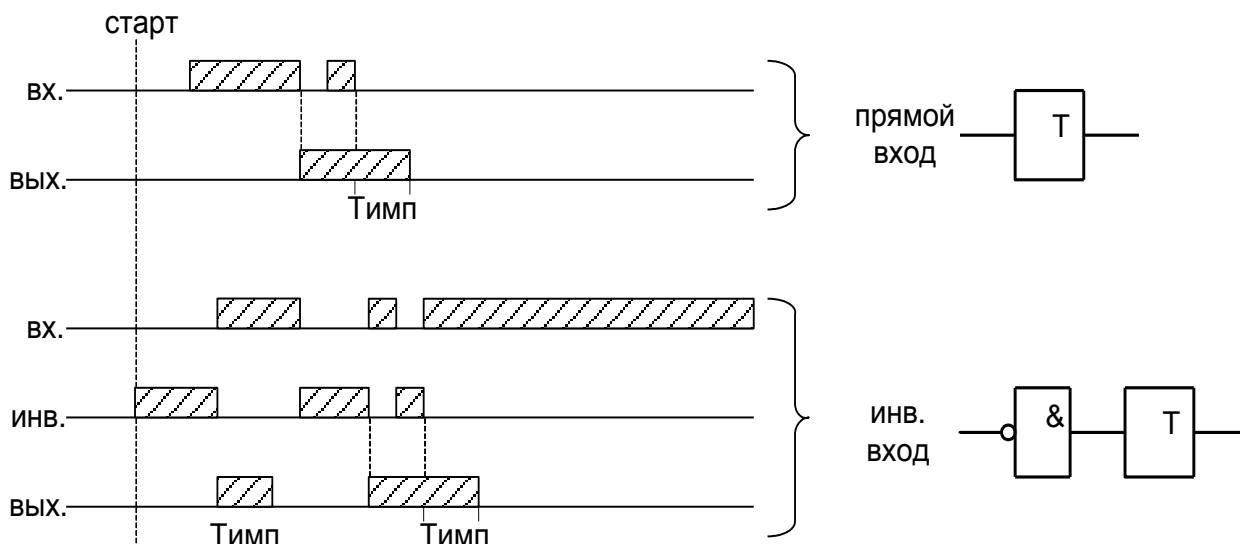 старт
вх.
вых.
Тимп
прямой
вход
Т
вх.
инв.
вых.
Тимп
Тимп
инв.
вход
&
Т